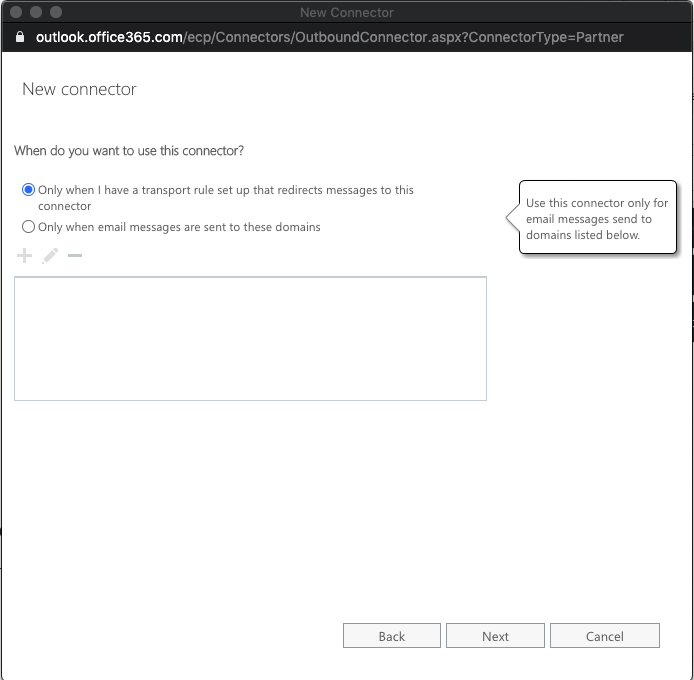 New Connector
outlook.office365.com/ecp/Connectors/OutboundConnector.aspx?ConnectorType=Partner
New connector
When do you want to use this connector?
Only when I have a transport rule set up that redirects messages to this
connector
Only when email messages are sent to these domains
Use this connector only for
email messages send to
domains listed below.
Back
Next
Cancel